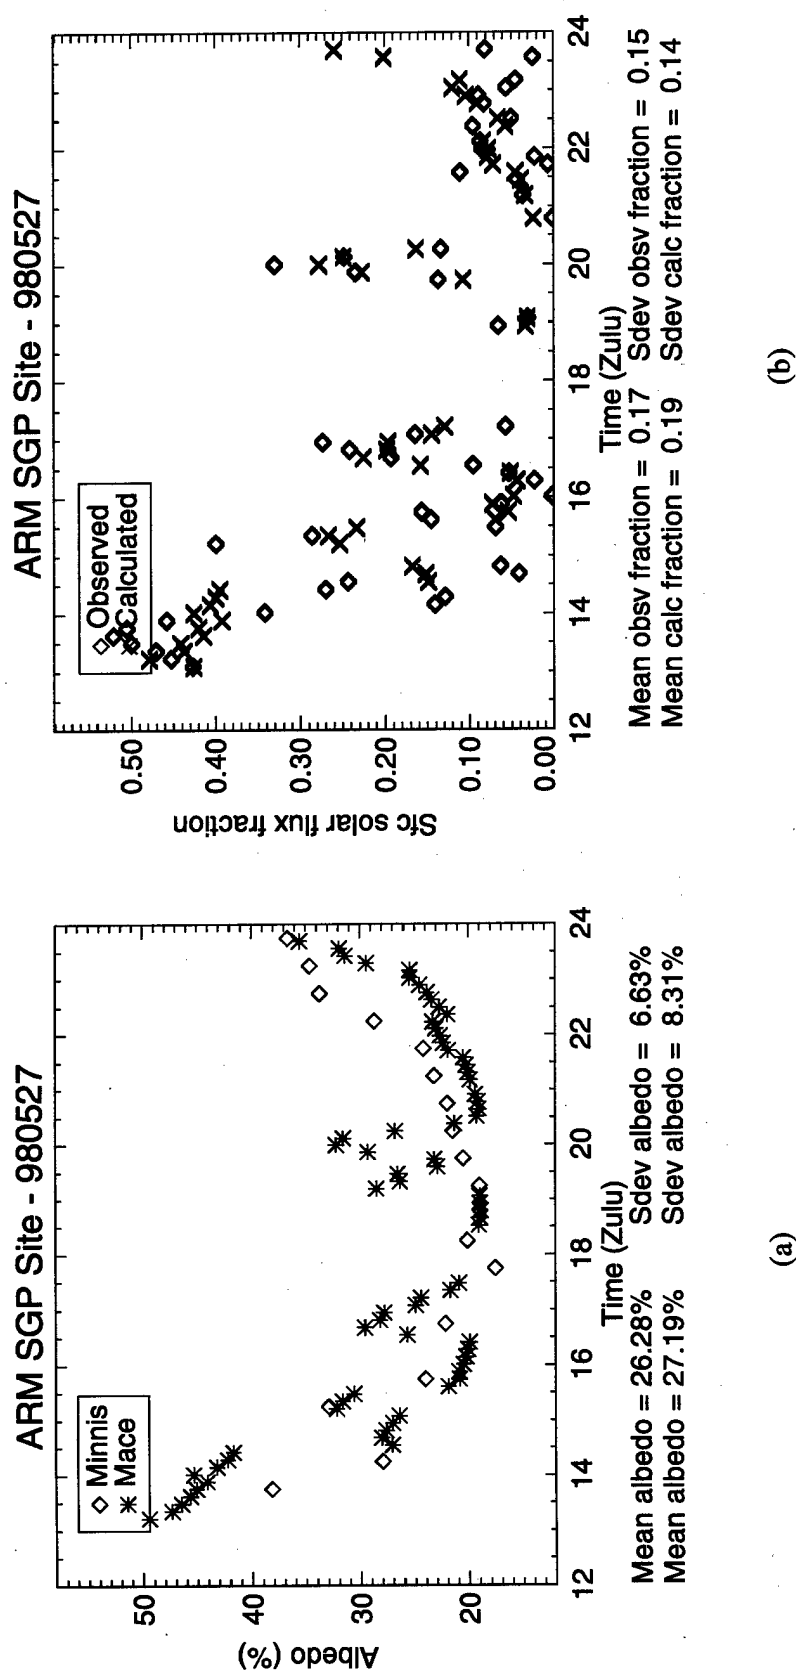 ARM SGP Site - 980527
Minnis
Mace
Albedo (%)
50
40
30
20
12
14
16
18
20
22
24
Time (Zulu)
Mean albedo = 26.28% Sdev albedo = 6.63%
Mean albedo = 27.19% Sdev albedo = 8.31%
(a)
ARM SGP Site - 980527
Observed
Calculated
Sfc solar flux fraction
0.50
0.40
0.30
0.20
0.10
0.00
12
14
16
18
20
22
24
Time (Zulu)
Mean obsv fraction = 0.17 Sdev obsv fraction = 0.15
Mean calc fraction = 0.19 Sdev calc fraction = 0.14
(b)